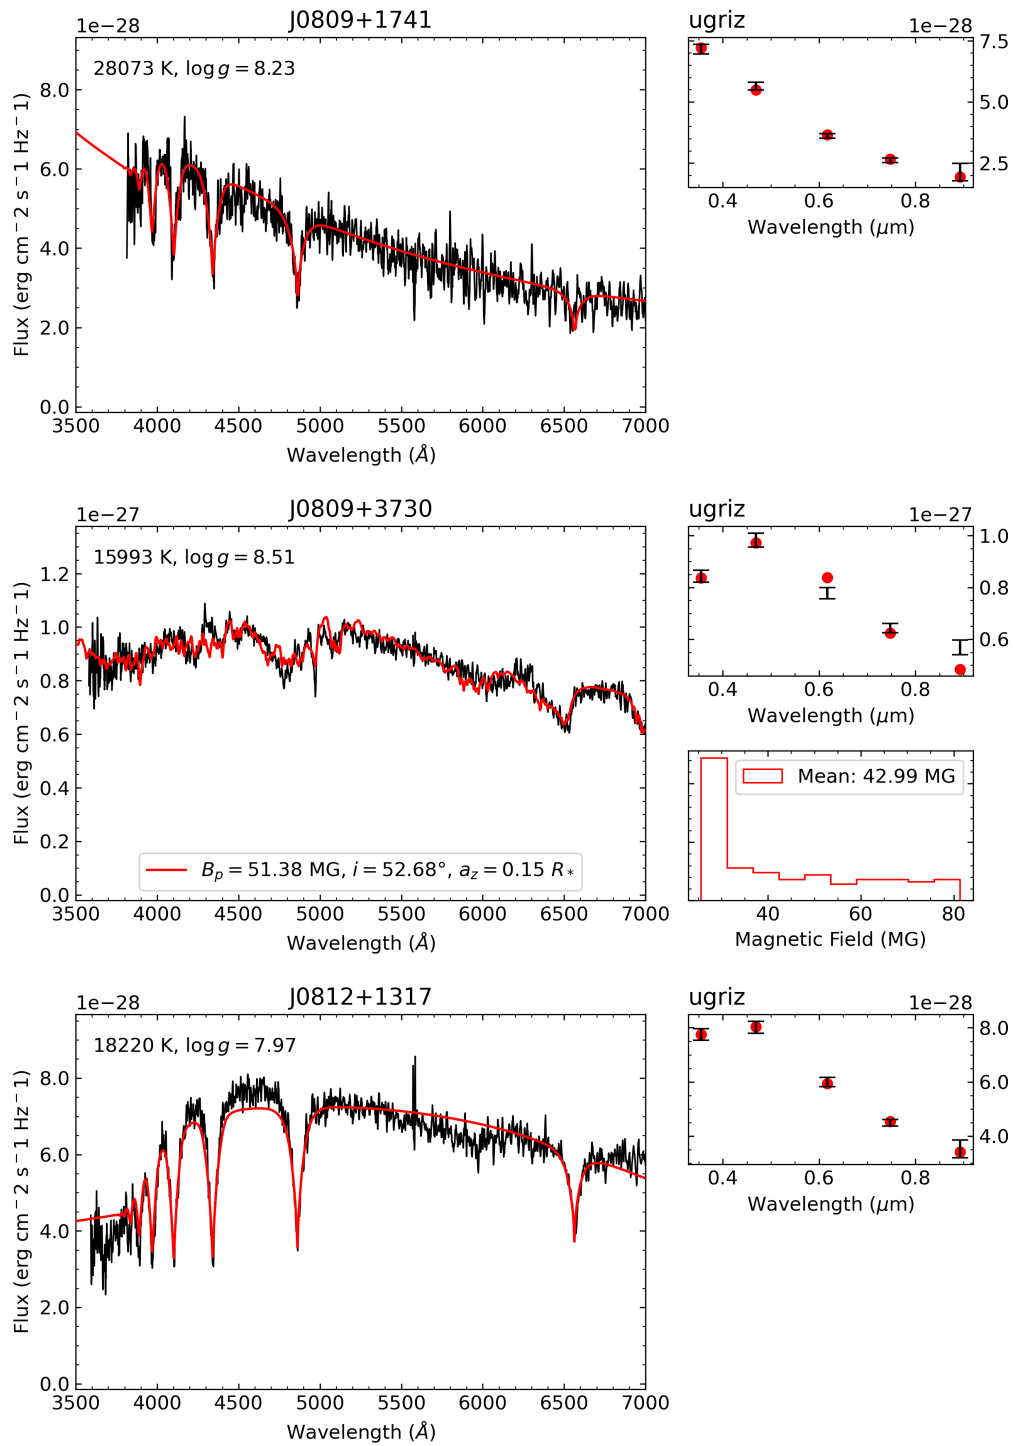 J0809+1741
1e−28
28073 K, log g = 8.23
8.0
6.0
4.0
2.0
0.0
3500 4000 4500 5000 5500 6000 6500 7000
Wavelength (Å)
Flux (erg cm−2 s−1 Hz−1)
ugriz
1e−28
7.5
5.0
2.5
0.4 0.6 0.8
Wavelength (μm)
J0809+3730
1e−27
15993 K, log g = 8.51
1.2
1.0
0.8
0.6
0.4
0.2
0.0
Bp = 51.38 MG, i = 52.68°, az = 0.15 R*
3500 4000 4500 5000 5500 6000 6500 7000
Wavelength (Å)
Flux (erg cm−2 s−1 Hz−1)
ugriz
1e−27
1.0
0.8
0.6
0.4 0.6 0.8
Wavelength (μm)
Mean: 42.99 MG
40 60 80
Magnetic Field (MG)
J0812+1317
1e−28
18220 K, log g = 7.97
8.0
6.0
4.0
2.0
0.0
3500 4000 4500 5000 5500 6000 6500 7000
Wavelength (Å)
Flux (erg cm−2 s−1 Hz−1)
ugriz
1e−28
8.0
6.0
4.0
0.4 0.6 0.8
Wavelength (μm)